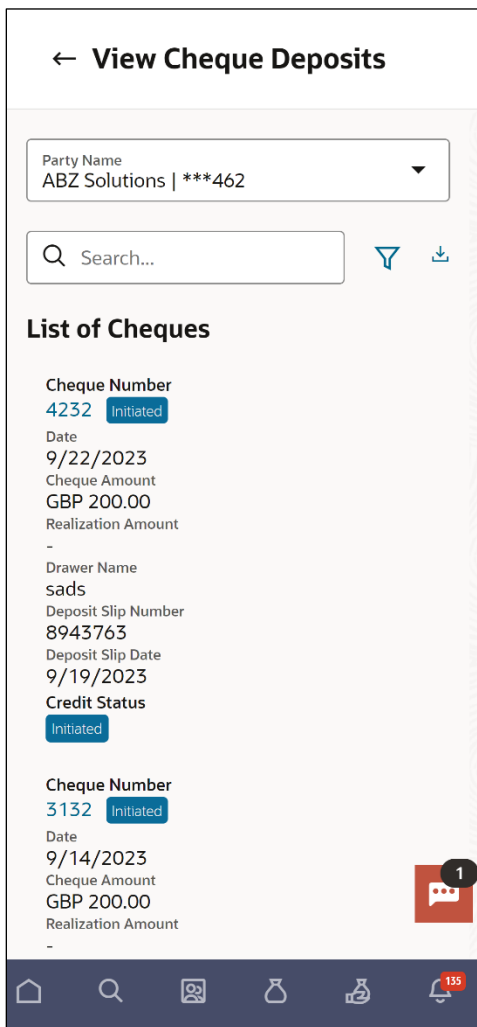 ← View Cheque Deposits
Party Name
ABZ Solutions | ***462
Search...
List of Cheques
Cheque Number
4232 Initiated
Date
9/22/2023
Cheque Amount
GBP 200.00
Realization Amount
-
Drawer Name
sads
Deposit Slip Number
8943763
Deposit Slip Date
9/19/2023
Credit Status
Initiated
Cheque Number
3132 Initiated
Date
9/14/2023
Cheque Amount
GBP 200.00
Realization Amount
-
1
135